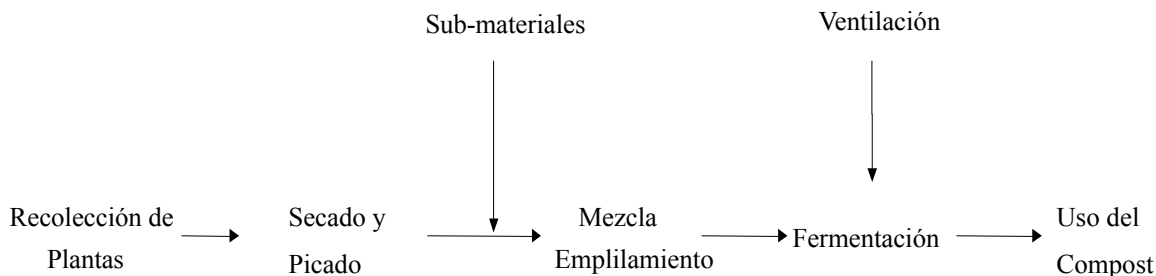 Sub-materiales
Ventilación
Recolección de
Plantas
Secado y
Picado
Mezcla
Emplilamiento
Fermentación
Uso del
Compost